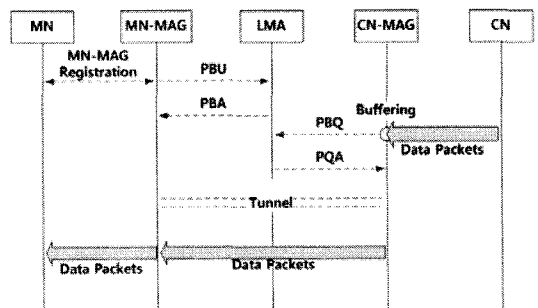 MN MN-MAG LMA CN-MAG CN
MN-MAG
Registration
PBU
PBA
Buffering
PBQ
Data Packets
PQA
Tunnel
Data Packets
Data Packets